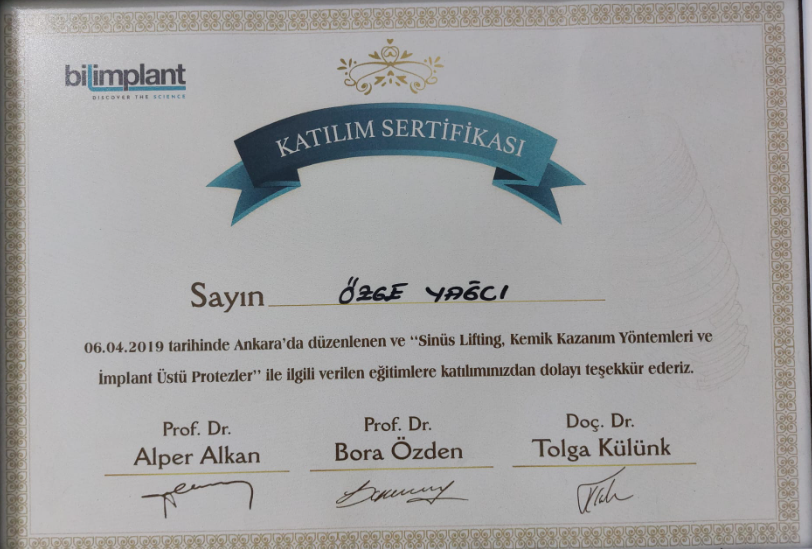 bilimplant
DISCOVER THE SCIENCE
KATILIM SERTİFİKASI
Sayın ÖZGE YAĞCI
06.04.2019 tarihinde Ankara'da düzenlenen ve "Sinüs Lifting, Kemik Kazanım Yöntemleri ve
İmplant Üstü Protezler" ile ilgili verilen eğitimlere katılımınızdan dolayı teşekkür ederiz.
Prof. Dr. Prof. Dr. Doç. Dr.
Alper Alkan Bora Özden Tolga Külünk